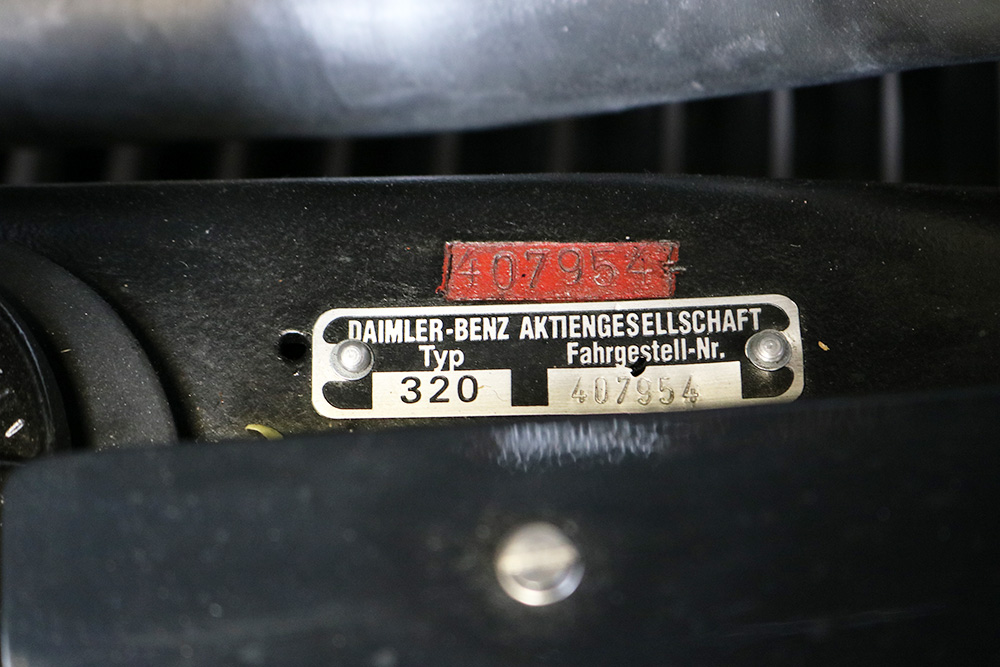 407954
DAIMLER-BENZ AKTIENGESELLSCHAFT
Typ Fahrgestell-Nr.
320 407954